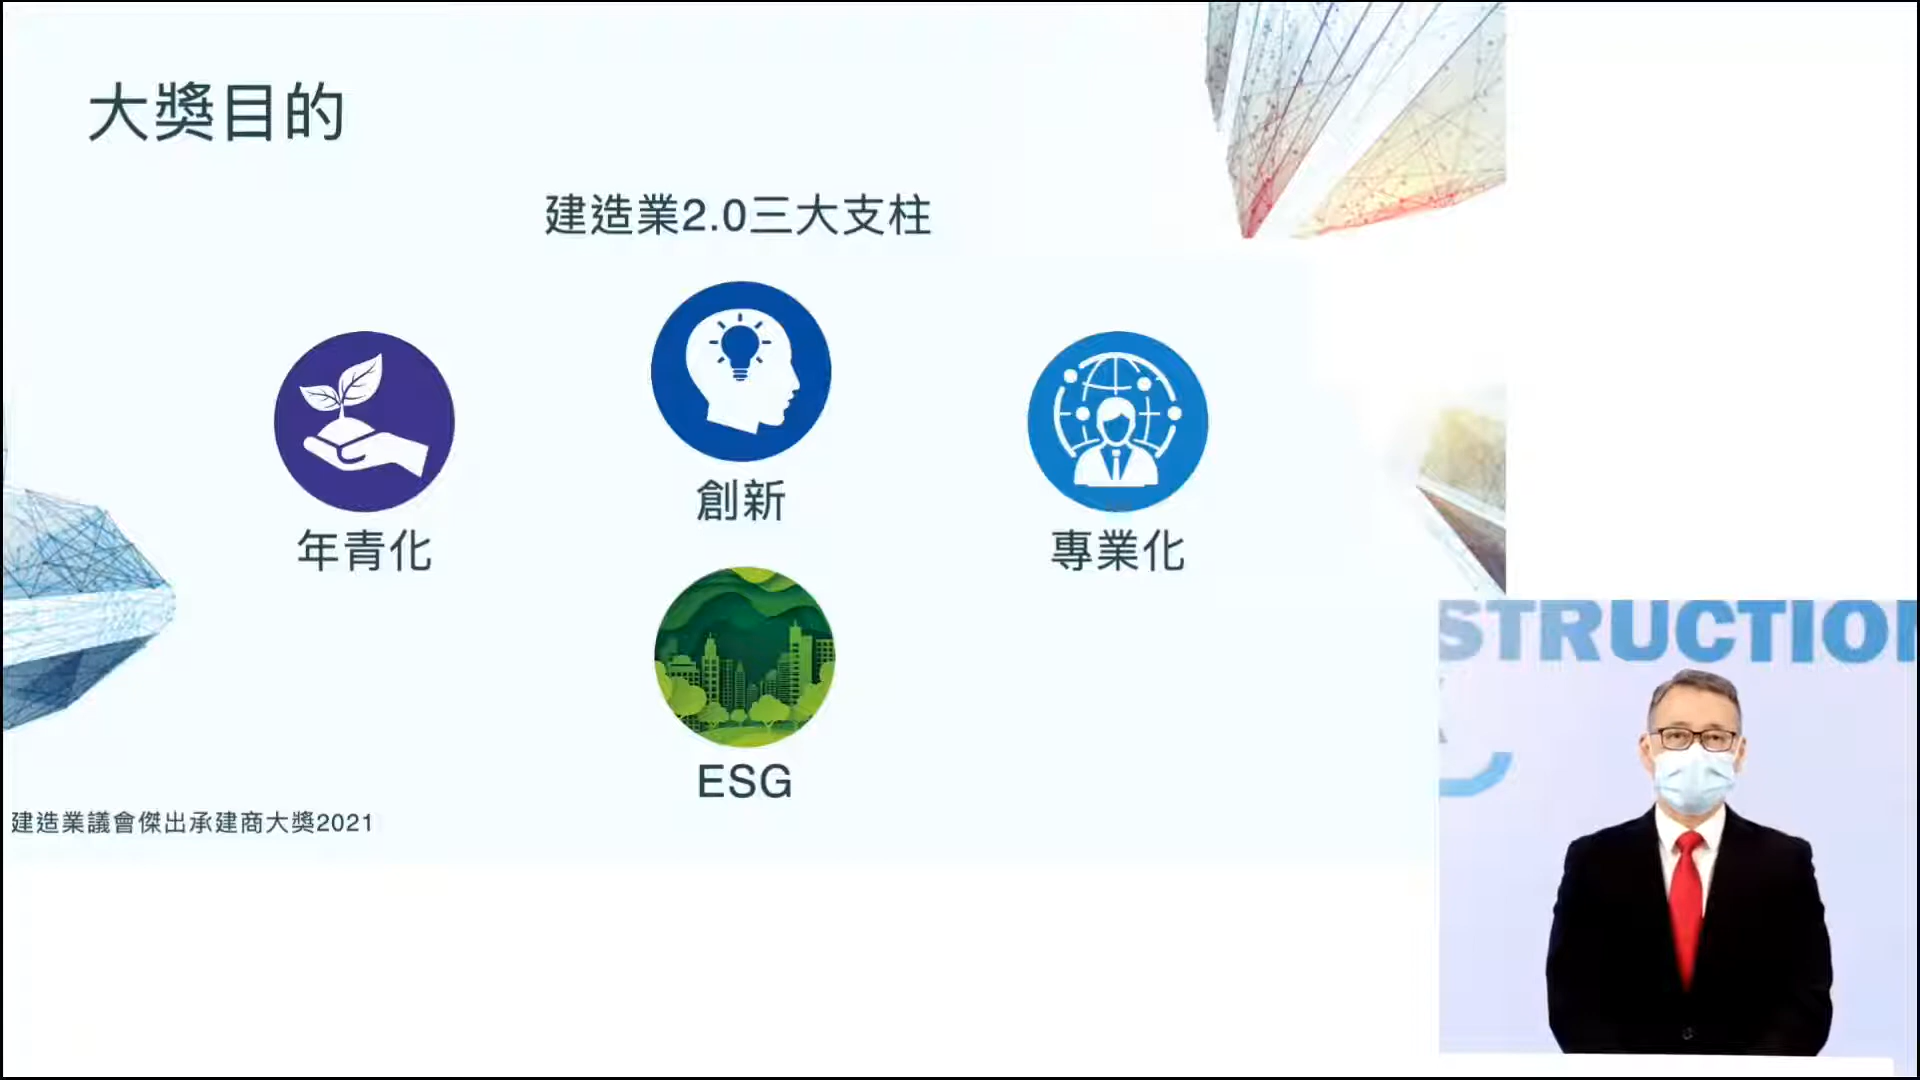 大獎目的
建造業2.0三大支柱
創新
年青化
專業化
ESG
建造業議會傑出承建商大獎2021
STRUCTION